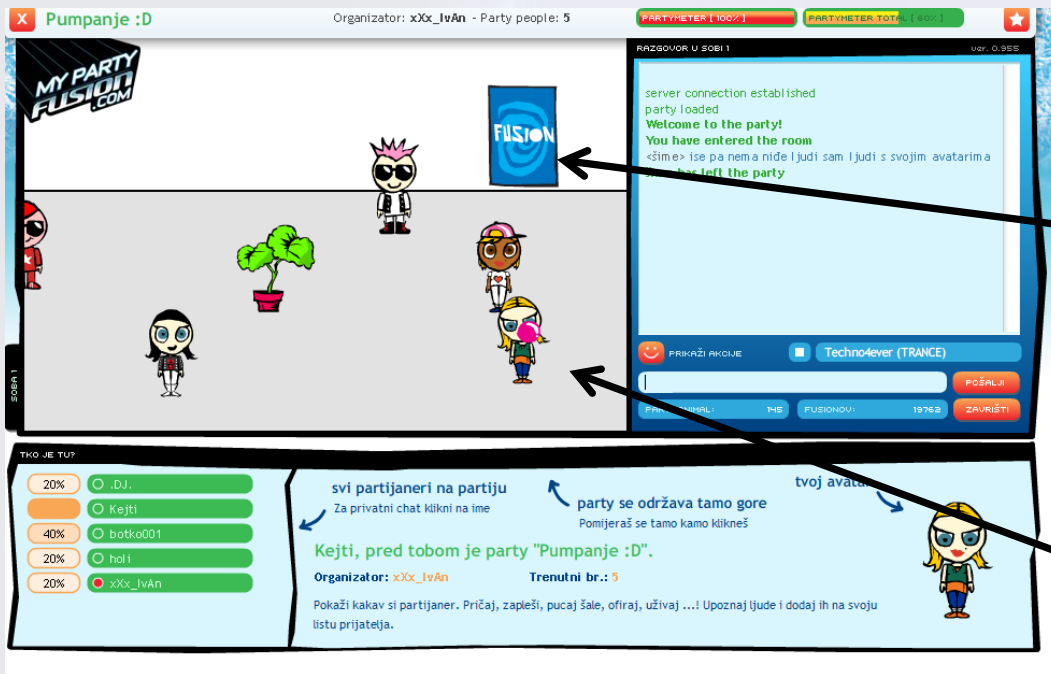 Pumpanje :D
Organizator: xXx_IvAn - Party people: 5
PARTYMETER [ 100% ]
PARTYMETER TOTAL [ 60% ]
MY PARTY
FUSION
.COM
FUSION
SOBA 1
RAZGOVOR U SOBI 1
ver. 0.955
server connection established
party loaded
Welcome to the party!
You have entered the room
<šime> ise pa nema niđe ljudi sam ljudi s svojim avatarima
has left the party
PRIKAŽI AKCIJE
Techno4ever (TRANCE)
POŠALJI
145
FUSIONOV: 19762
ZAVRŠTI
TKO JE TU?
20% .DJ.
Kejti
40% botko001
20% holi
20% xXx_IvAn
svi partijaneri na partiju
Za privatni chat klikni na ime
party se održava tamo gore
Pomijeraš se tamo kamo klikneš
tvoj avatar
Kejti, pred tobom je party "Pumpanje :D".
Organizator: xXx_IvAn Trenutni br.: 5
Pokaži kakav si partijaner. Pričaj, zapleši, pucaj šale, ofiraj, uživaj ...! Upoznaj ljude i dodaj ih na svoju
listu prijatelja.